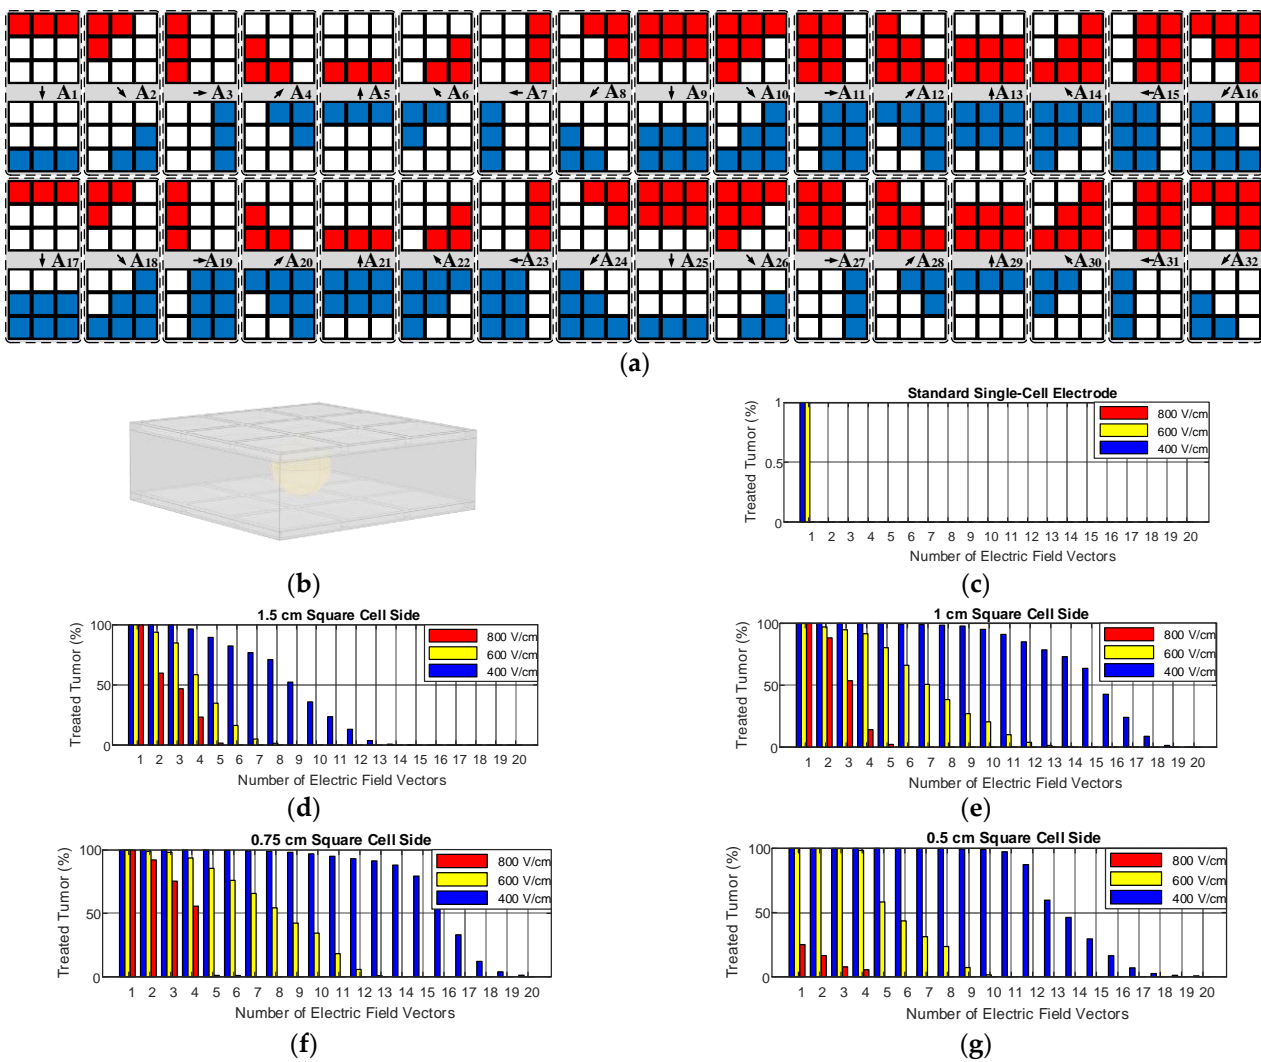 A1 A2 A3 A4 A5 A6 A7 A8 A9 A10 A11 A12 A13 A14 A15 A16
A17 A18 A19 A20 A21 A22 A23 A24 A25 A26 A27 A28 A29 A30 A31 A32
(a)
(b)
Standard Single-Cell Electrode
Treated Tumor (%)
1
0.5
0
800 V/cm
600 V/cm
400 V/cm
1 2 3 4 5 6 7 8 9 10 11 12 13 14 15 16 17 18 19 20
Number of Electric Field Vectors
(c)
1.5 cm Square Cell Side
Treated Tumor (%)
100
50
0
800 V/cm
600 V/cm
400 V/cm
1 2 3 4 5 6 7 8 9 10 11 12 13 14 15 16 17 18 19 20
Number of Electric Field Vectors
(d)
1 cm Square Cell Side
Treated Tumor (%)
100
50
0
800 V/cm
600 V/cm
400 V/cm
1 2 3 4 5 6 7 8 9 10 11 12 13 14 15 16 17 18 19 20
Number of Electric Field Vectors
(e)
0.75 cm Square Cell Side
Treated Tumor (%)
100
50
0
800 V/cm
600 V/cm
400 V/cm
1 2 3 4 5 6 7 8 9 10 11 12 13 14 15 16 17 18 19 20
Number of Electric Field Vectors
(f)
0.5 cm Square Cell Side
Treated Tumor (%)
100
50
0
800 V/cm
600 V/cm
400 V/cm
1 2 3 4 5 6 7 8 9 10 11 12 13 14 15 16 17 18 19 20
Number of Electric Field Vectors
(g)